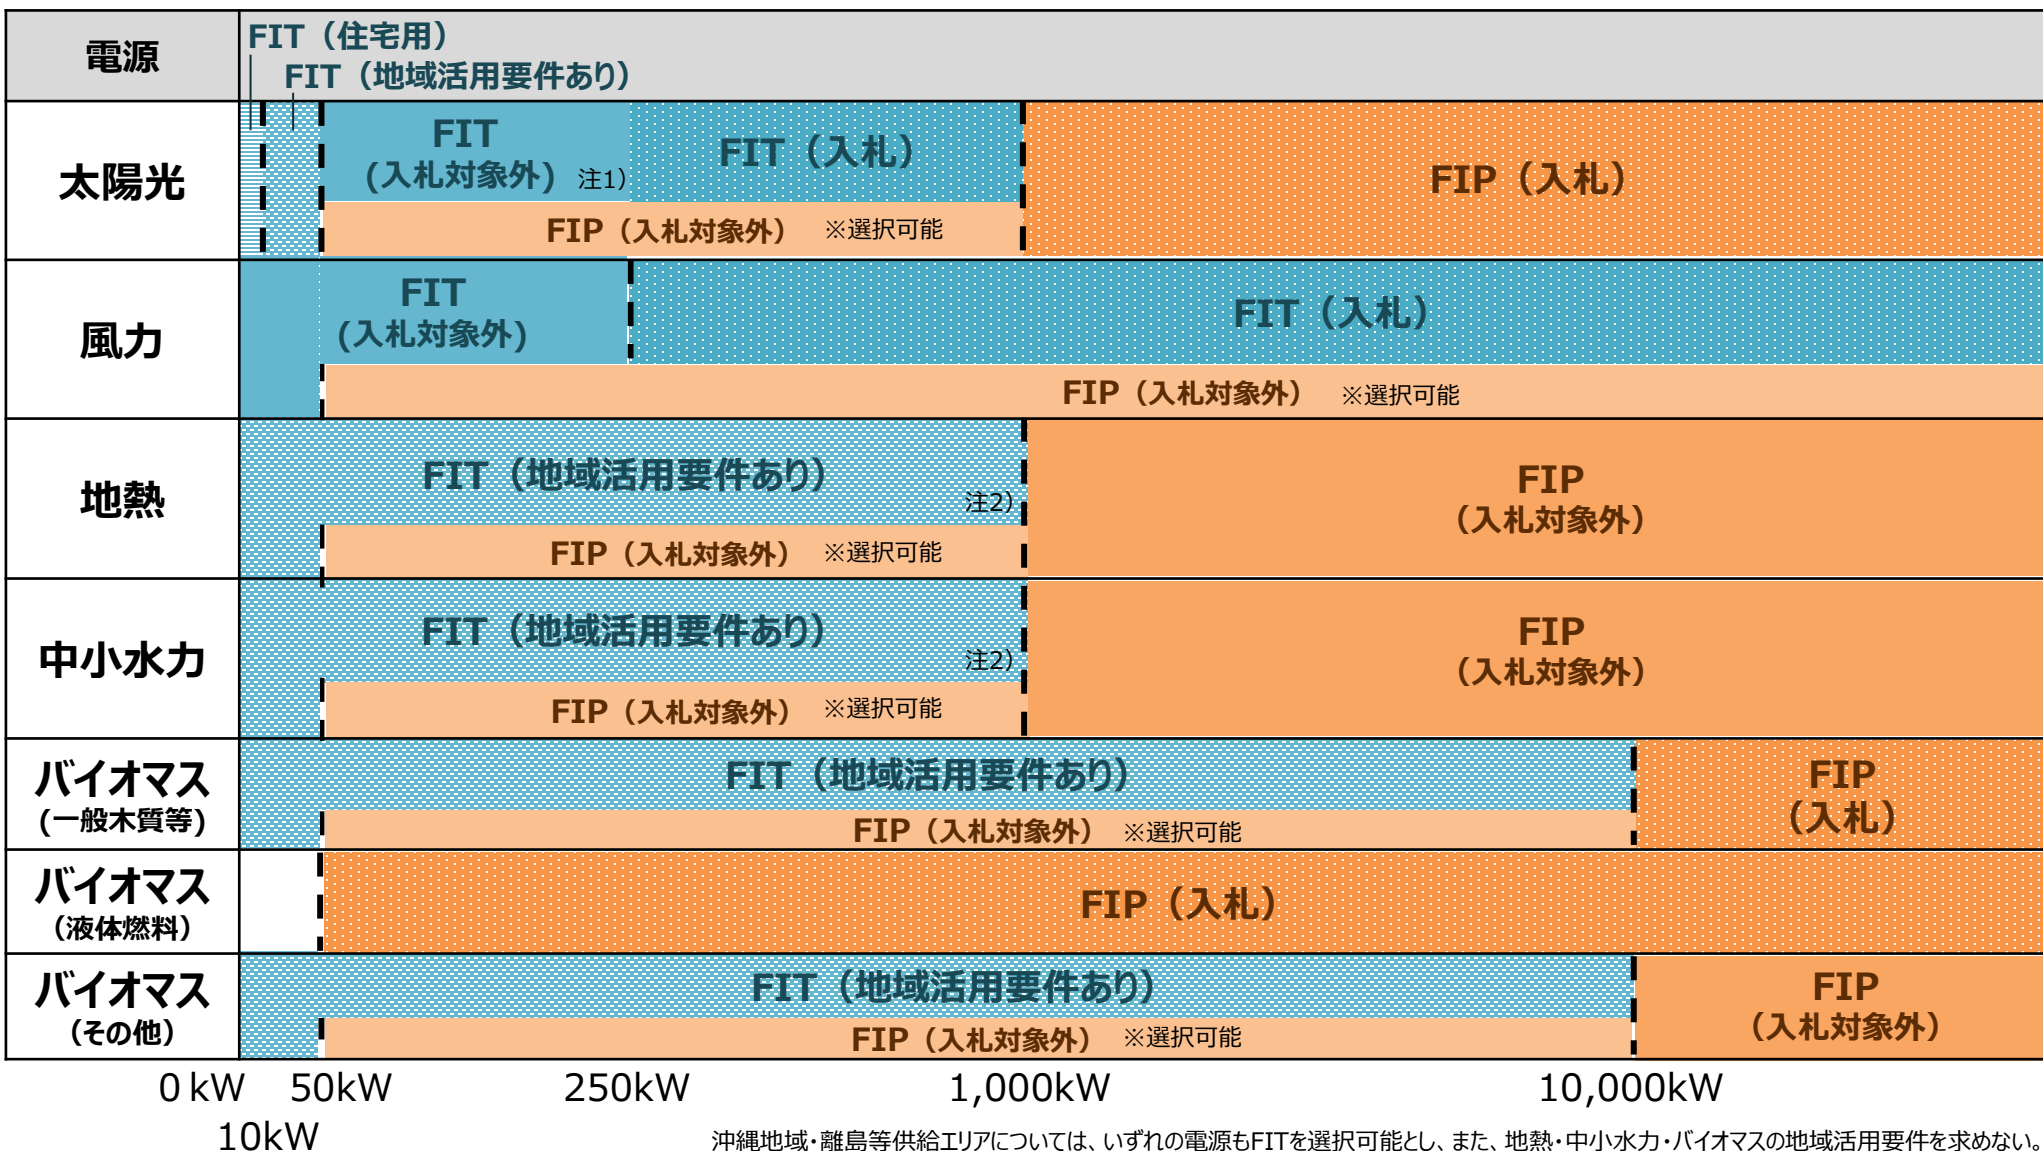 電源
FIT（住宅用）
FIT（地域活用要件あり）
太陽光
FIT
(入札対象外) 注1）
FIT（入札）
FIP（入札）
FIP（入札対象外） ※選択可能
風力
FIT
(入札対象外)
FIT（入札）
FIP（入札対象外） ※選択可能
地熱
FIT（地域活用要件あり）
注2）
FIP
（入札対象外）
FIP（入札対象外） ※選択可能
中小水力
FIT（地域活用要件あり）
注2）
FIP
（入札対象外）
FIP（入札対象外） ※選択可能
バイオマス
(一般木質等)
FIT（地域活用要件あり）
FIP
（入札）
FIP（入札対象外） ※選択可能
バイオマス
（液体燃料）
FIP（入札）
バイオマス
（その他）
FIT（地域活用要件あり）
FIP
（入札対象外）
FIP（入札対象外） ※選択可能
0 kW 50kW 250kW 1,000kW 10,000kW
10kW
沖縄地域・離島等供給エリアについては、いずれの電源もFITを選択可能とし、また、地熱・中小水力・バイオマスの地域活用要件を求めない。